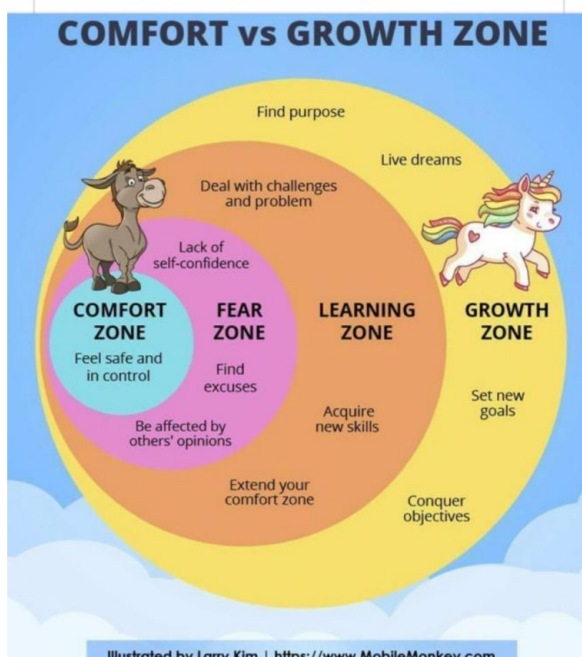 COMFORT vs GROWTH ZONE
Find purpose
Live dreams
Deal with challenges
and problem
Lack of
self-confidence
COMFORT
ZONE
Feel safe and
in control
FEAR
ZONE
Find
excuses
Be affected by
others' opinions
LEARNING
ZONE
Acquire
new skills
Extend your
comfort zone
GROWTH
ZONE
Set new
goals
Conquer
objectives
Illustrated by Larry Kim | https://www.MobileMonkey.com